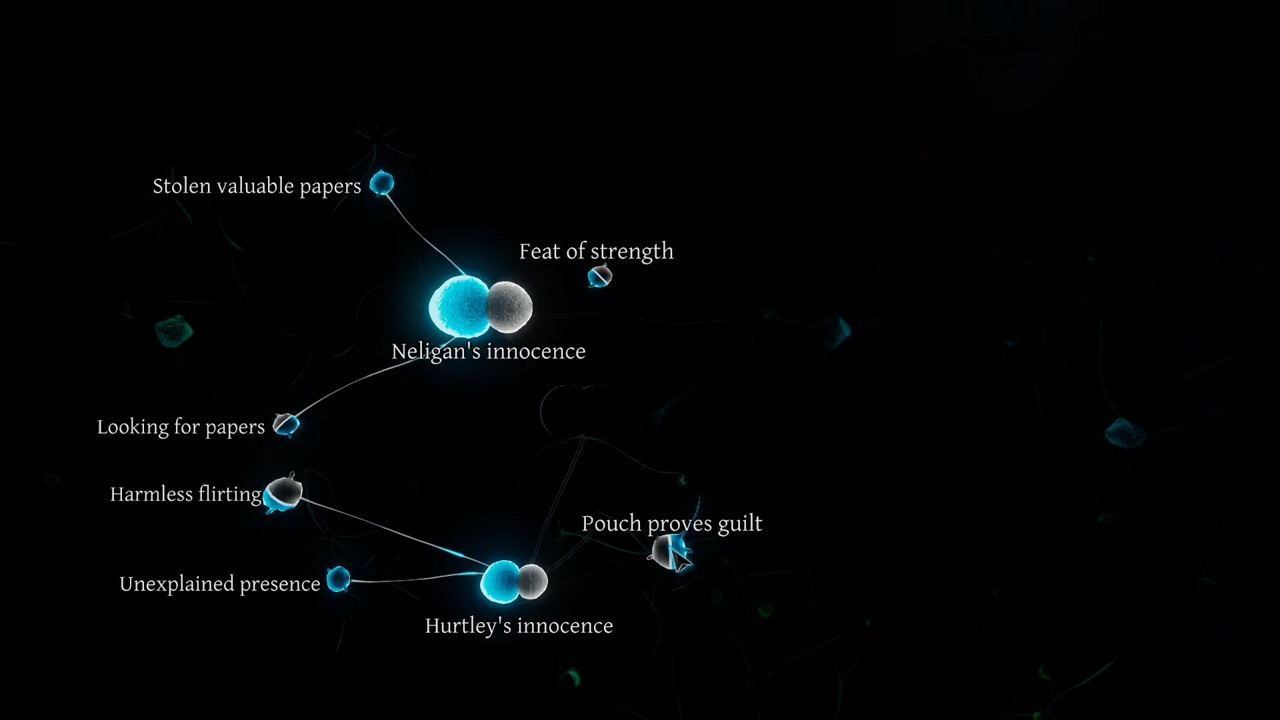 Stolen valuable papers
Feat of strength
Neligan's innocence
Looking for papers
Harmless flirting
Pouch proves guilt
Unexplained presence
Hurtley's innocence